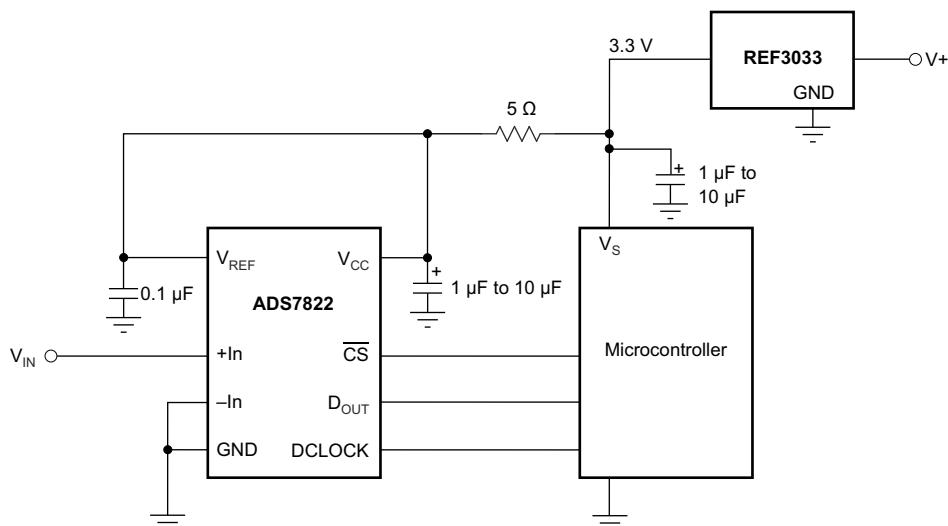 3.3 V
REF3033
V+
GND
5 Ω
1 µF to
10 µF
VREF
VCC
VS
0.1 µF
ADS7822
1 µF to 10 µF
VIN
+In
CS
Microcontroller
–In
DOUT
GND
DCLOCK